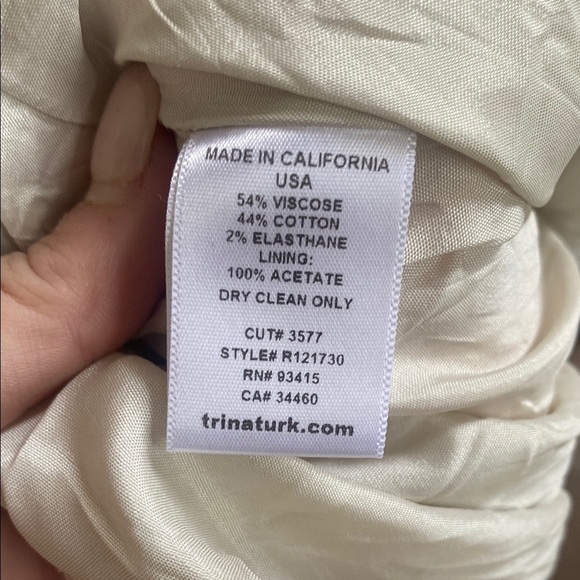 MADE IN CALIFORNIA
USA
54% VISCOSE
44% COTTON
2% ELASTHANE
LINING:
100% ACETATE
DRY CLEAN ONLY
CUT# 3577
STYLE# R121730
RN# 93415
CA# 34460
trinaturk.com